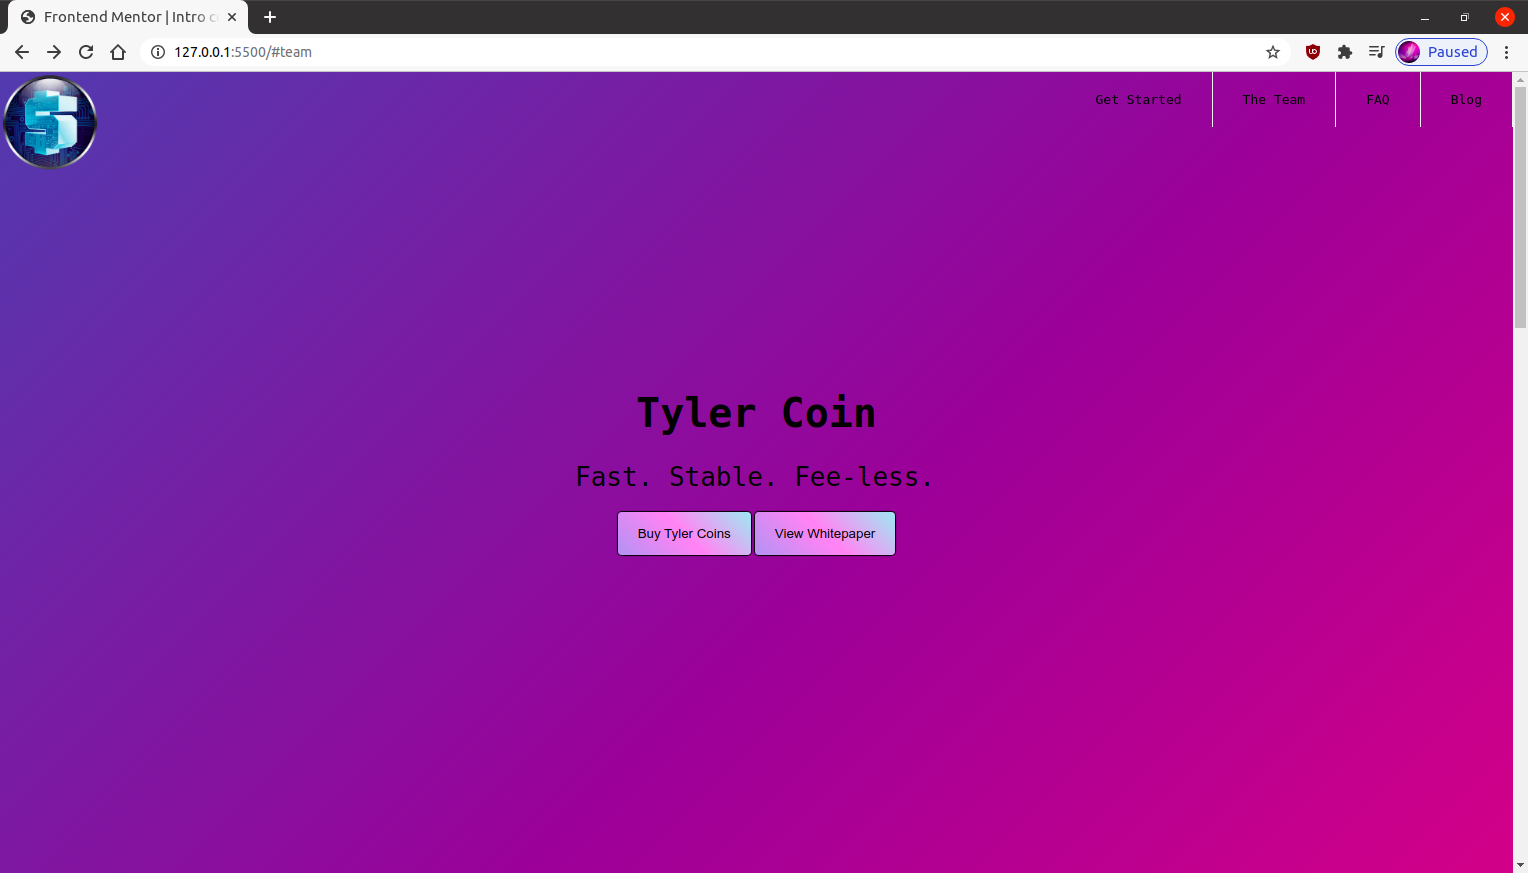 Frontend Mentor | Intro c
127.0.0.1:5500/#team
Paused
S
Get Started The Team FAQ Blog
Tyler Coin
Fast. Stable. Fee-less.
Buy Tyler Coins View Whitepaper